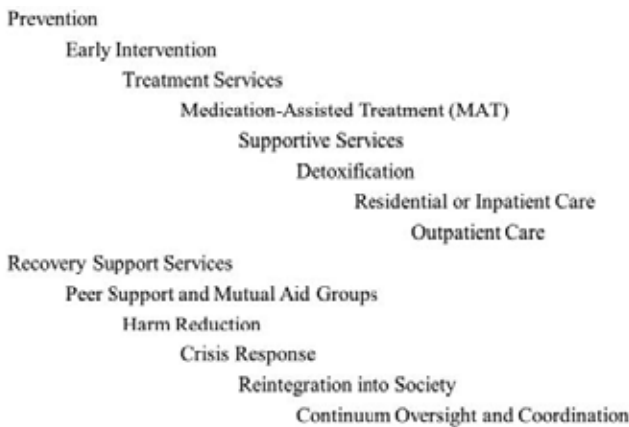 Prevention
Early Intervention
Treatment Services
Medication-Assisted Treatment (MAT)
Supportive Services
Detoxification
Residential or Inpatient Care
Outpatient Care
Recovery Support Services
Peer Support and Mutual Aid Groups
Harm Reduction
Crisis Response
Reintegration into Society
Continuum Oversight and Coordination